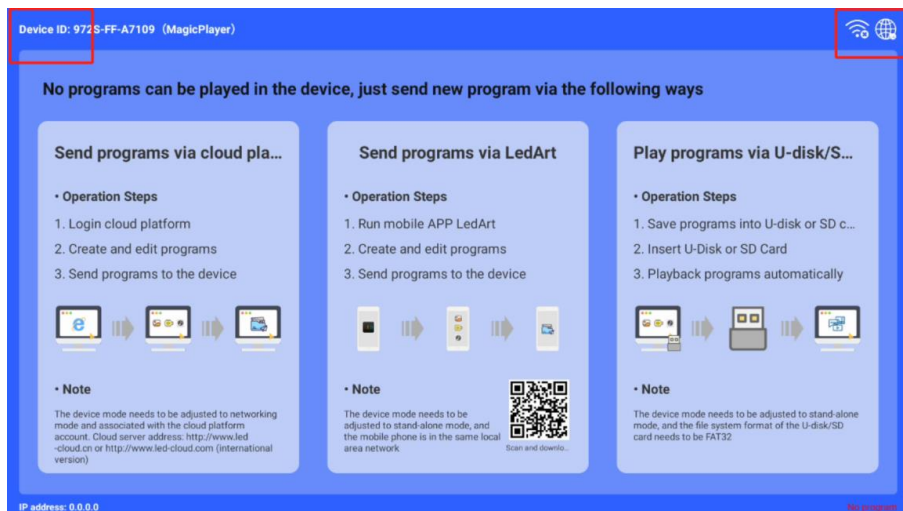 Device ID: 972S-FF-A7109（MagicPlayer）
No programs can be played in the device, just send new program via the following ways
Send programs via cloud pla...
• Operation Steps
1. Login cloud platform
2. Create and edit programs
3. Send programs to the device
• Note
The device mode needs to be adjusted to networking
mode and associated with the cloud platform
account. Cloud server address: http://www.led
-cloud.cn or http://www.led-cloud.com (international
version)
Send programs via LedArt
• Operation Steps
1. Run mobile APP LedArt
2. Create and edit programs
3. Send programs to the device
• Note
The device mode needs to be
adjusted to stand-alone mode, and
the mobile phone is in the same local
area network
Scan and downlo...
Play programs via U-disk/S...
• Operation Steps
1. Save programs into U-disk or SD c...
2. Insert U-Disk or SD Card
3. Playback programs automatically
• Note
The device mode needs to be adjusted to stand-alone
mode, and the file system format of the U-disk/SD
card needs to be FAT32
IP address: 0.0.0.0
No program